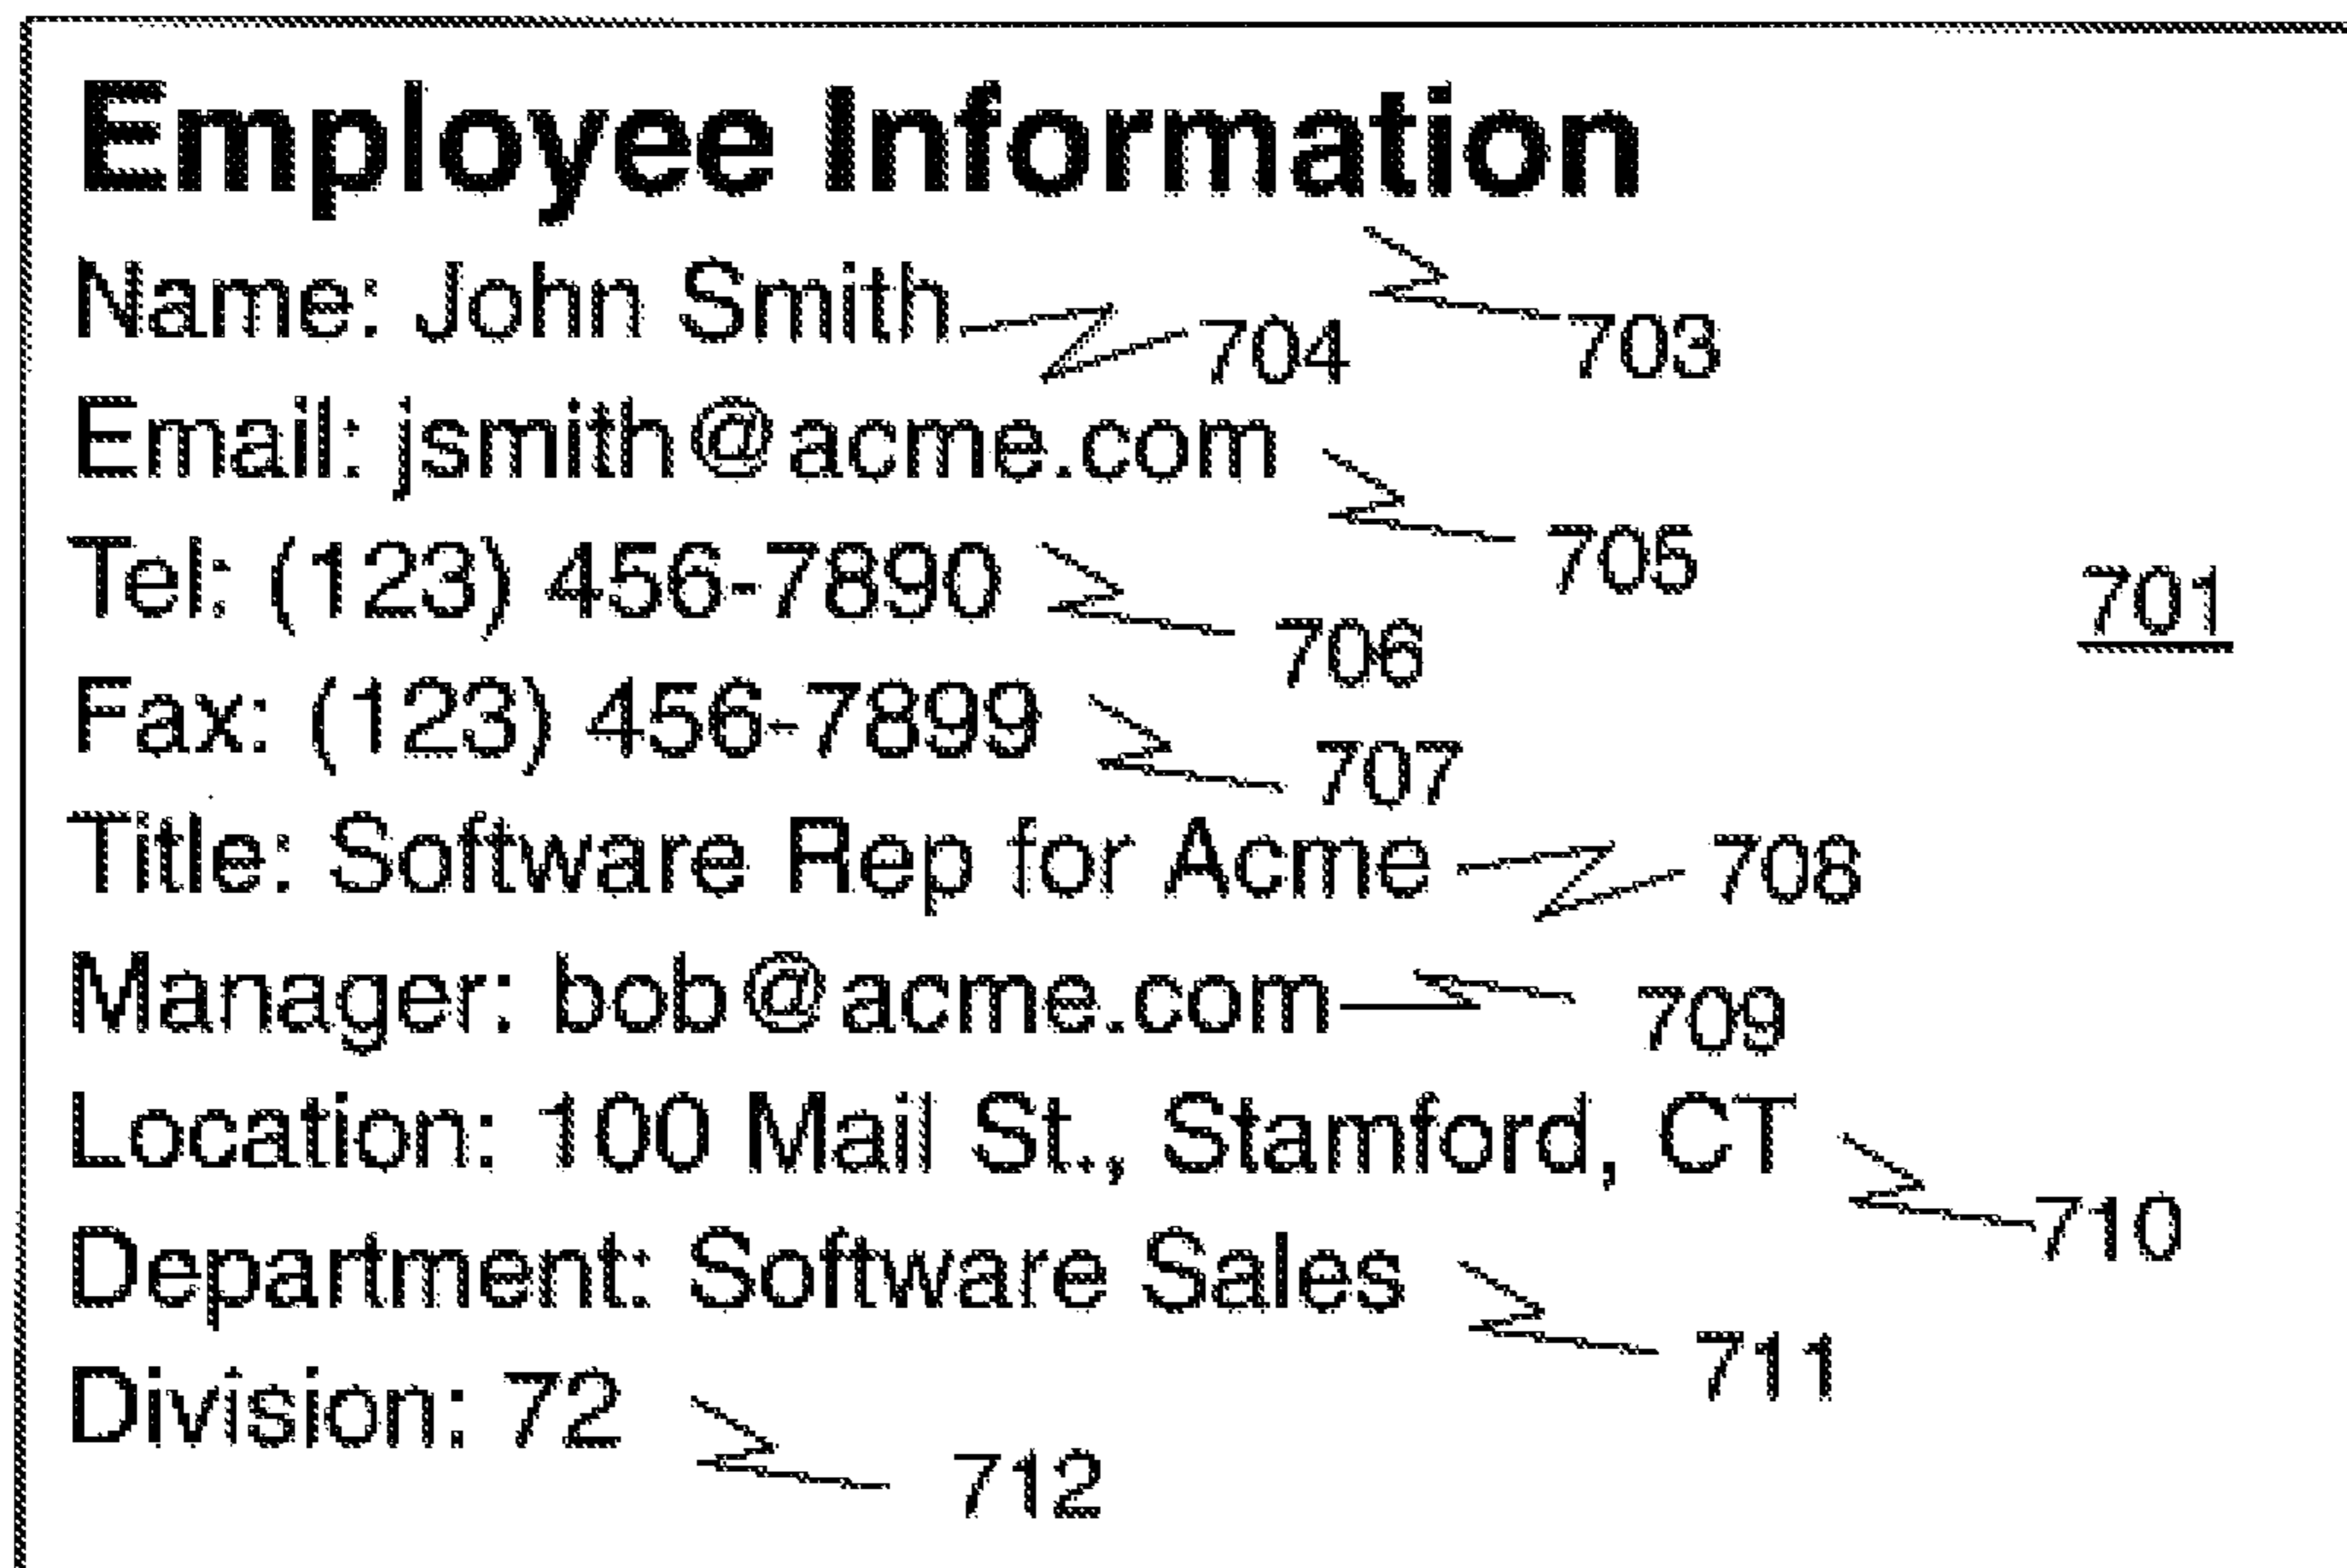 Employee Information
703
Name: John Smith 704
Email: jsmith@acme.com 705
Tel: (123) 456-7890 706
701
Fax: (123) 456-7899 707
Title: Software Rep for Acme 708
Manager: bob@acme.com 709
Location: 100 Mail St., Stamford, CT 710
Department: Software Sales 711
Division: 72 712